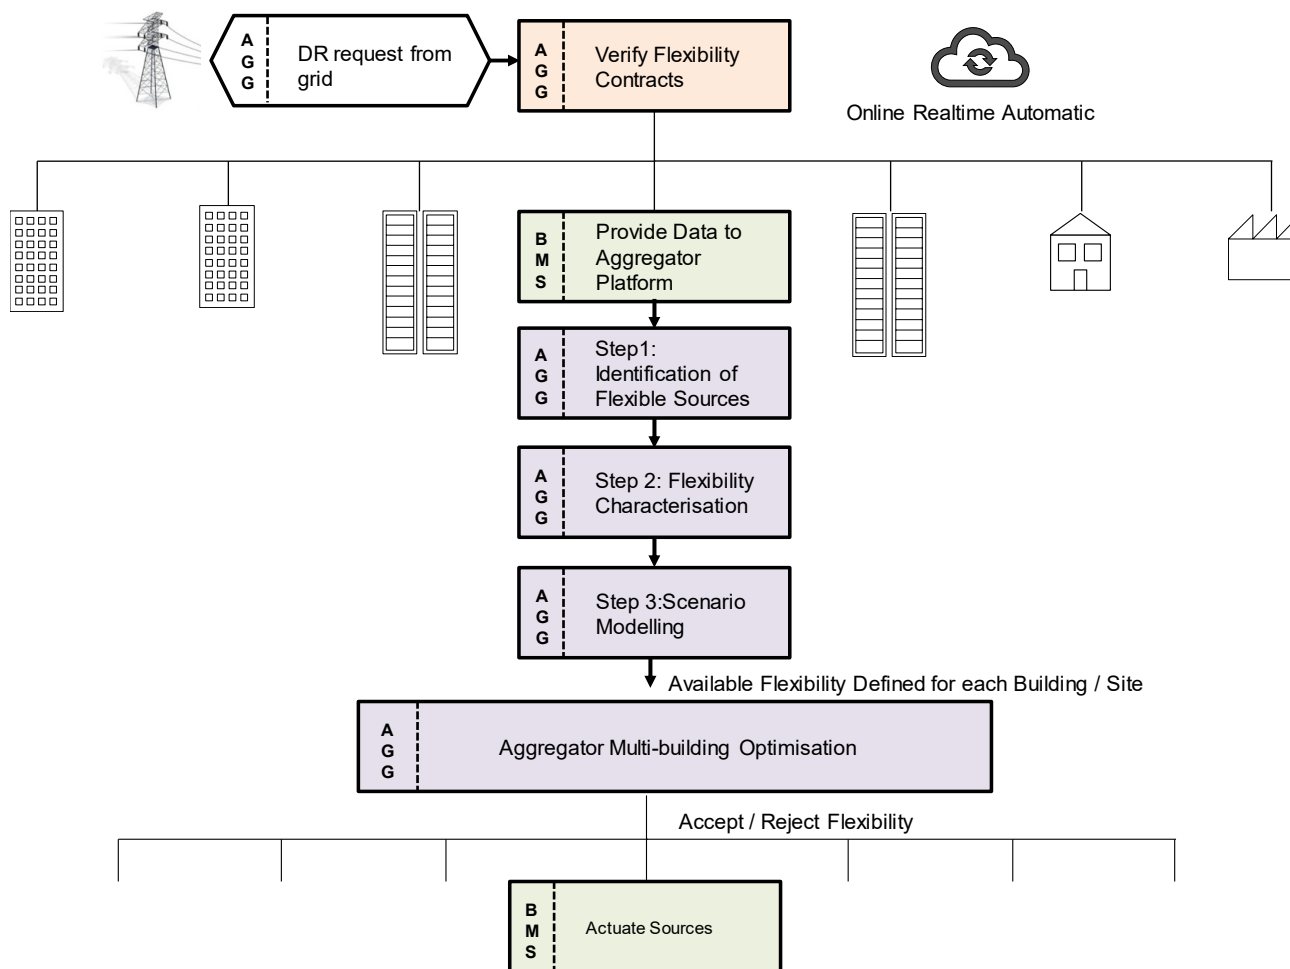 A
G
G
DR request from
grid
A
G
G
Verify Flexibility
Contracts
Online Realtime Automatic
B
M
S
Provide Data to
Aggregator
Platform
A
G
G
Step1:
Identification of
Flexible Sources
A
G
G
Step 2: Flexibility
Characterisation
A
G
G
Step 3:Scenario
Modelling
Available Flexibility Defined for each Building / Site
A
G
G
Aggregator Multi-building Optimisation
Accept / Reject Flexibility
B
M
S
Actuate Sources